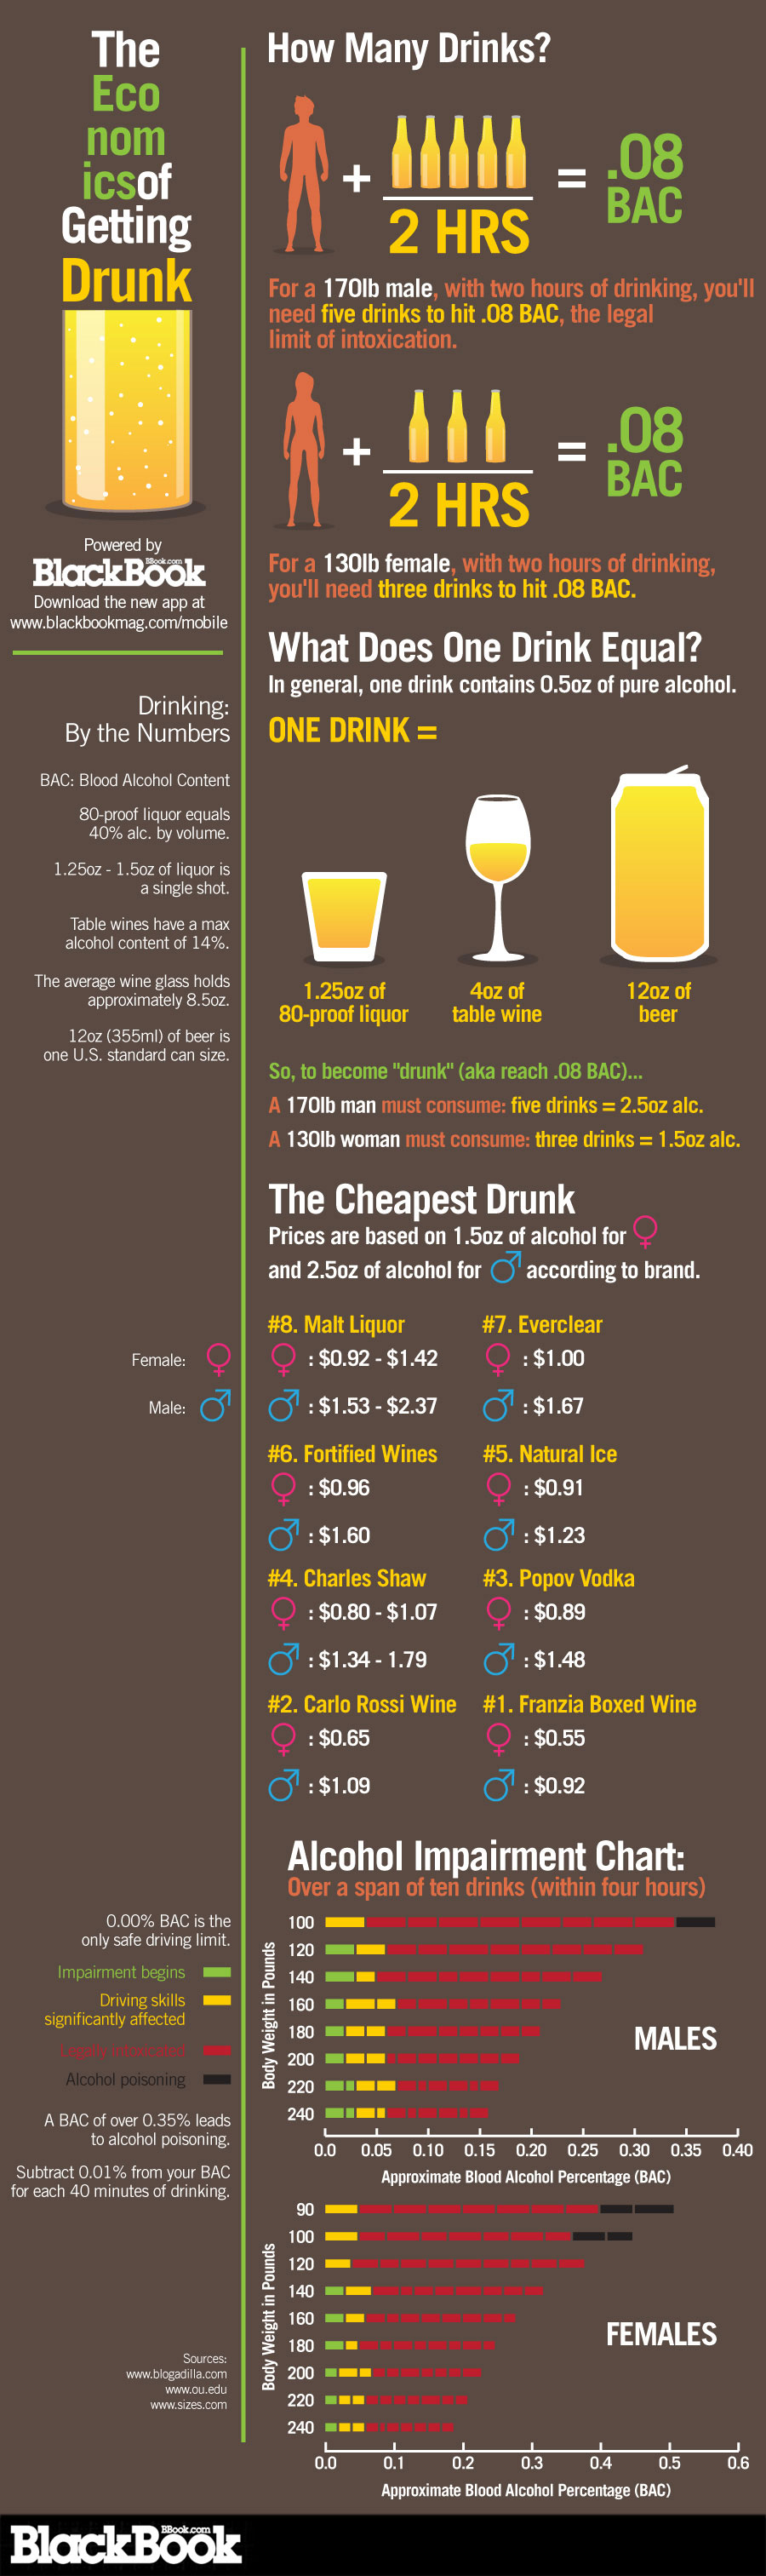 The
Eco
nom
icsof
Getting
Drunk
Powered by
BBook.com
BlackBook
Download the new app at
www.blackbookmag.com/mobile
How Many Drinks?
+
2 HRS
=
.08
BAC
For a 170lb male, with two hours of drinking, you'll
need five drinks to hit .08 BAC, the legal
limit of intoxication.
+
2 HRS
=
.08
BAC
For a 130lb female, with two hours of drinking,
you'll need three drinks to hit .08 BAC.
Drinking:
By the Numbers
BAC: Blood Alcohol Content
80-proof liquor equals
40% alc. by volume.
1.25oz - 1.5oz of liquor is
a single shot.
Table wines have a max
alcohol content of 14%.
The average wine glass holds
approximately 8.5oz.
12oz (355ml) of beer is
one U.S. standard can size.
What Does One Drink Equal?
In general, one drink contains 0.5oz of pure alcohol.
ONE DRINK =
1.25oz of
80-proof liquor
4oz of
table wine
12oz of
beer
So, to become "drunk" (aka reach .08 BAC)...
A 170lb man must consume: five drinks = 2.5oz alc.
A 130lb woman must consume: three drinks = 1.5oz alc.
The Cheapest Drunk
Prices are based on 1.5oz of alcohol for ♀
and 2.5oz of alcohol for ♂ according to brand.
Female: ♀
Male: ♂
#8. Malt Liquor
♀ : $0.92 - $1.42
♂ : $1.53 - $2.37
#7. Everclear
♀ : $1.00
♂ : $1.67
#6. Fortified Wines
♀ : $0.96
♂ : $1.60
#5. Natural Ice
♀ : $0.91
♂ : $1.23
#4. Charles Shaw
♀ : $0.80 - $1.07
♂ : $1.34 - 1.79
#3. Popov Vodka
♀ : $0.89
♂ : $1.48
#2. Carlo Rossi Wine
♀ : $0.65
♂ : $1.09
#1. Franzia Boxed Wine
♀ : $0.55
♂ : $0.92
Alcohol Impairment Chart:
Over a span of ten drinks (within four hours)
0.00% BAC is the
only safe driving limit.
Impairment begins
Driving skills
significantly affected
Legally intoxicated
Alcohol poisoning
A BAC of over 0.35% leads
to alcohol poisoning.
Subtract 0.01% from your BAC
for each 40 minutes of drinking.
Body Weight in Pounds
100
120
140
160
180
200
220
240
MALES
0.0 0.05 0.10 0.15 0.20 0.25 0.30 0.35 0.40
Approximate Blood Alcohol Percentage (BAC)
Body Weight in Pounds
90
100
120
140
160
180
200
220
240
FEMALES
0.0 0.1 0.2 0.3 0.4 0.5 0.6
Approximate Blood Alcohol Percentage (BAC)
Sources:
www.blogadilla.com
www.ou.edu
www.sizes.com
BBook.com
BlackBook